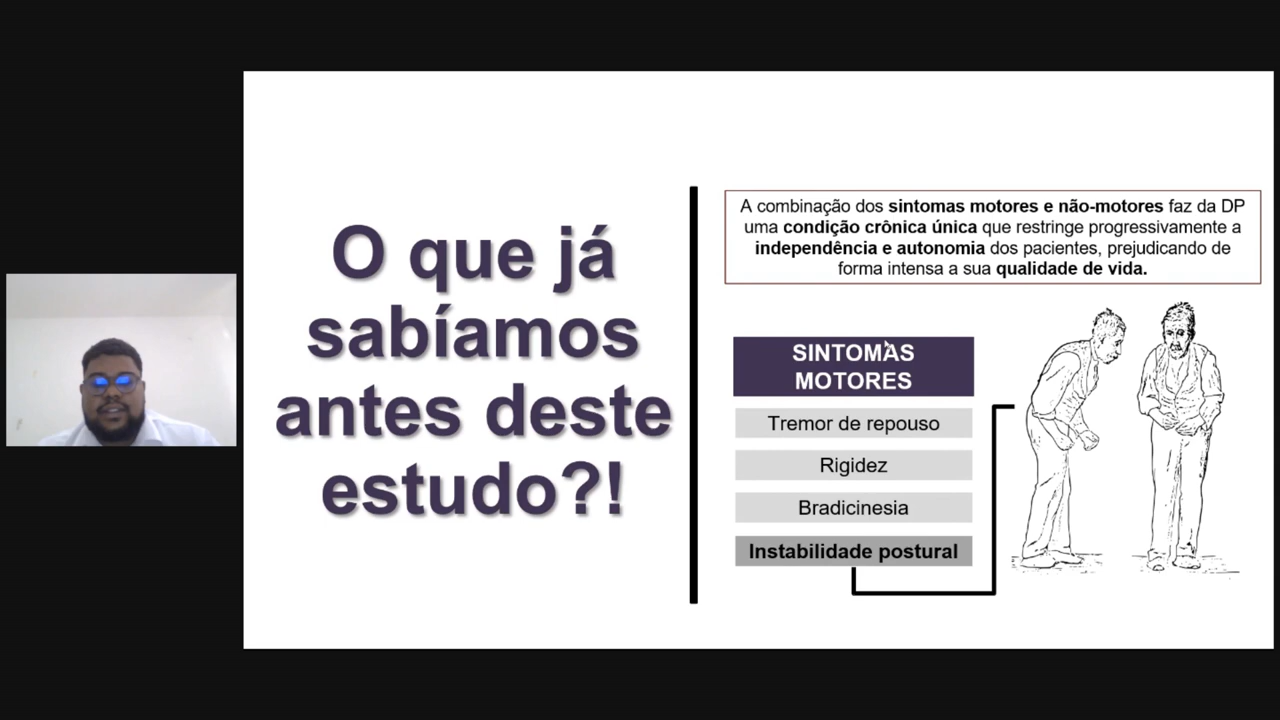 O que já
sabíamos
antes deste
estudo?!
A combinação dos sintomas motores e não-motores faz da DP
uma condição crônica única que restringe progressivamente a
independência e autonomia dos pacientes, prejudicando de
forma intensa a sua qualidade de vida.
SINTOMAS
MOTORES
Tremor de repouso
Rigidez
Bradicinesia
Instabilidade postural